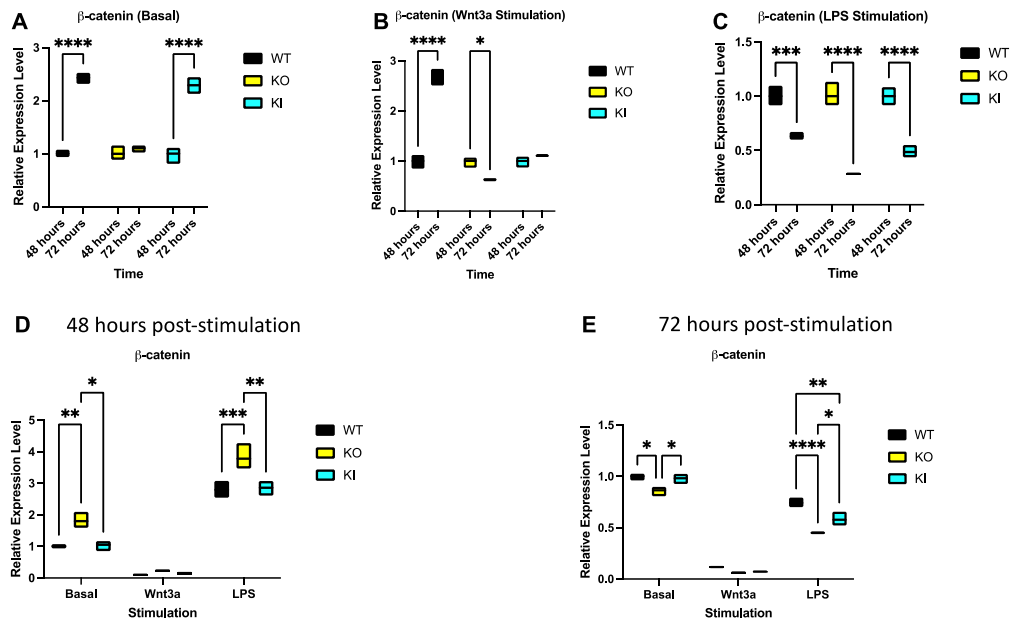 A
β-catenin (Basal)
Relative Expression Level
3
2
1
0
****
****
48 hours
72 hours
48 hours
72 hours
48 hours
72 hours
Time
WT
KO
KI
B
β-catenin (Wnt3a Stimulation)
Relative Expression Level
3
2
1
0
****
*
48 hours
72 hours
48 hours
72 hours
48 hours
72 hours
Time
WT
KO
KI
C
β-catenin (LPS Stimulation)
Relative Expression Level
1.5
1.0
0.5
0.0
***
****
****
48 hours
72 hours
48 hours
72 hours
48 hours
72 hours
Time
WT
KO
KI
D 48 hours post-stimulation
β-catenin
Relative Expression Level
5
4
3
2
1
0
**
*
***
**
Basal Wnt3a LPS
Stimulation
WT
KO
KI
E 72 hours post-stimulation
β-catenin
Relative Expression Level
1.5
1.0
0.5
0.0
* *
**
*
****
Basal Wnt3a LPS
Stimulation
WT
KO
KI